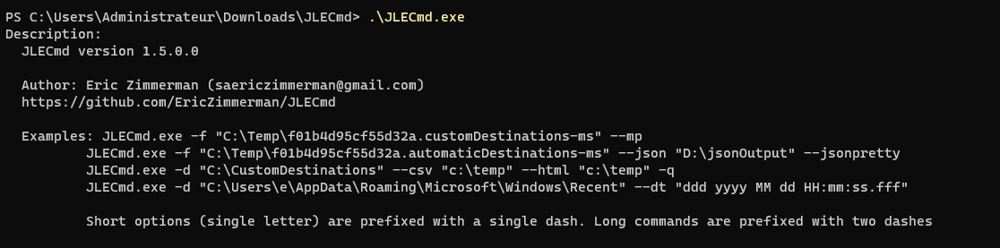 PS C:\Users\Administrateur\Downloads\JLECmd> .\JLECmd.exe
Description:
JLECmd version 1.5.0.0
Author: Eric Zimmerman (saericzimmerman@gmail.com)
https://github.com/EricZimmerman/JLECmd
Examples: JLECmd.exe -f "C:\Temp\f01b4d95cf55d32a.customDestinations-ms" --mp
JLECmd.exe -f "C:\Temp\f01b4d95cf55d32a.automaticDestinations-ms" --json "D:\jsonOutput" --jsonpretty
JLECmd.exe -d "C:\CustomDestinations" --csv "c:\temp" --html "c:\temp" -q
JLECmd.exe -d "C:\Users\e\AppData\Roaming\Microsoft\Windows\Recent" --dt "ddd yyyy MM dd HH:mm:ss.fff"
Short options (single letter) are prefixed with a single dash. Long commands are prefixed with two dashes